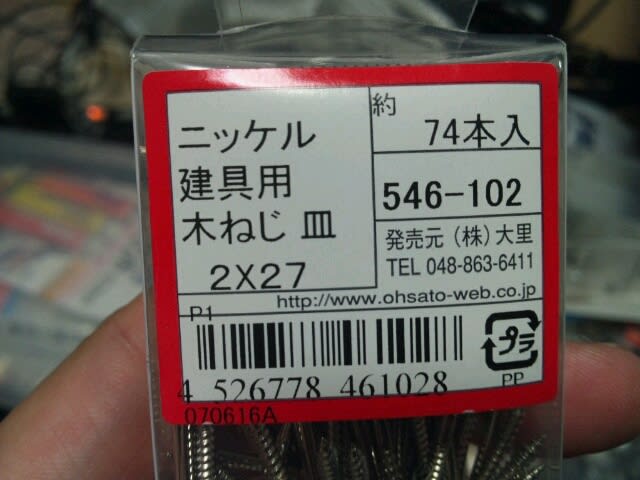 ニッケル
建具用
木ねじ 皿
2X27
約
74本入
546-102
発売元 (株)大里
TEL 048-863-6411
http://www.ohsato-web.co.jp
P1
4 526778 461028
プラ
PP
070616A